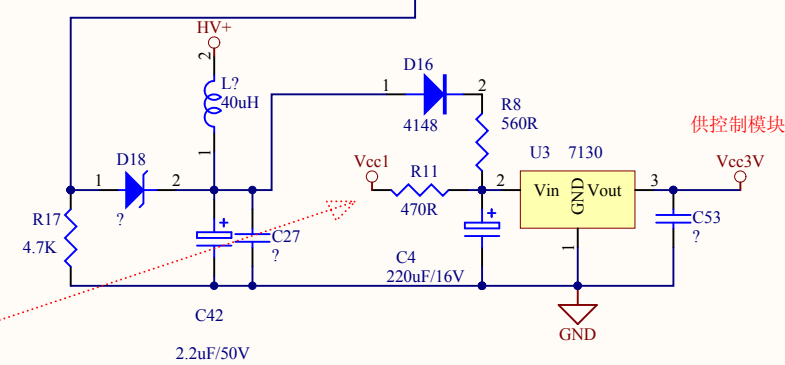 HV+
2
L?
40uH
1
D16
1
2
4148
R8
560R
供控制模块
D18
1
2
?
Vcc1
R11
470R
U3 7130
2
Vin
GND
Vout
3
1
Vcc3V
R17
4.7K
C27
?
C4
220uF/16V
C53
?
C42
2.2uF/50V
GND